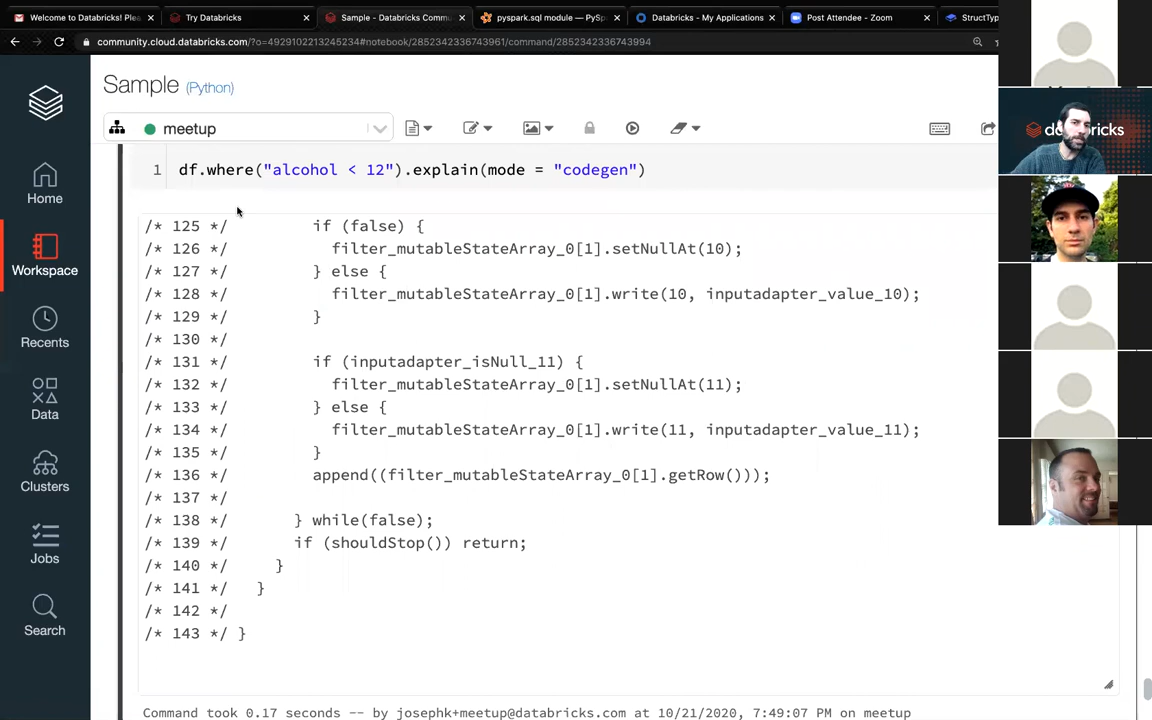 Welcome to Databricks! Plea
Try Databricks
Sample - Databricks Commu
pyspark.sql module — PySp
Databricks - My Applications
Post Attendee - Zoom
StructTyp
community.cloud.databricks.com/?o=4929102213245234#notebook/2852342336743961/command/2852342336743994
Sample (Python)
meetup
Home
Workspace
Recents
Data
Clusters
Jobs
Search
1 df.where("alcohol < 12").explain(mode = "codegen")
/* 125 */ if (false) {
/* 126 */ filter_mutableStateArray_0[1].setNullAt(10);
/* 127 */ } else {
/* 128 */ filter_mutableStateArray_0[1].write(10, inputadapter_value_10);
/* 129 */ }
/* 130 */
/* 131 */ if (inputadapter_isNull_11) {
/* 132 */ filter_mutableStateArray_0[1].setNullAt(11);
/* 133 */ } else {
/* 134 */ filter_mutableStateArray_0[1].write(11, inputadapter_value_11);
/* 135 */ }
/* 136 */ append((filter_mutableStateArray_0[1].getRow()));
/* 137 */
/* 138 */ } while(false);
/* 139 */ if (shouldStop()) return;
/* 140 */ }
/* 141 */ }
/* 142 */
/* 143 */ }
Command took 0.17 seconds -- by josephk+meetup@databricks.com at 10/21/2020, 7:49:07 PM on meetup